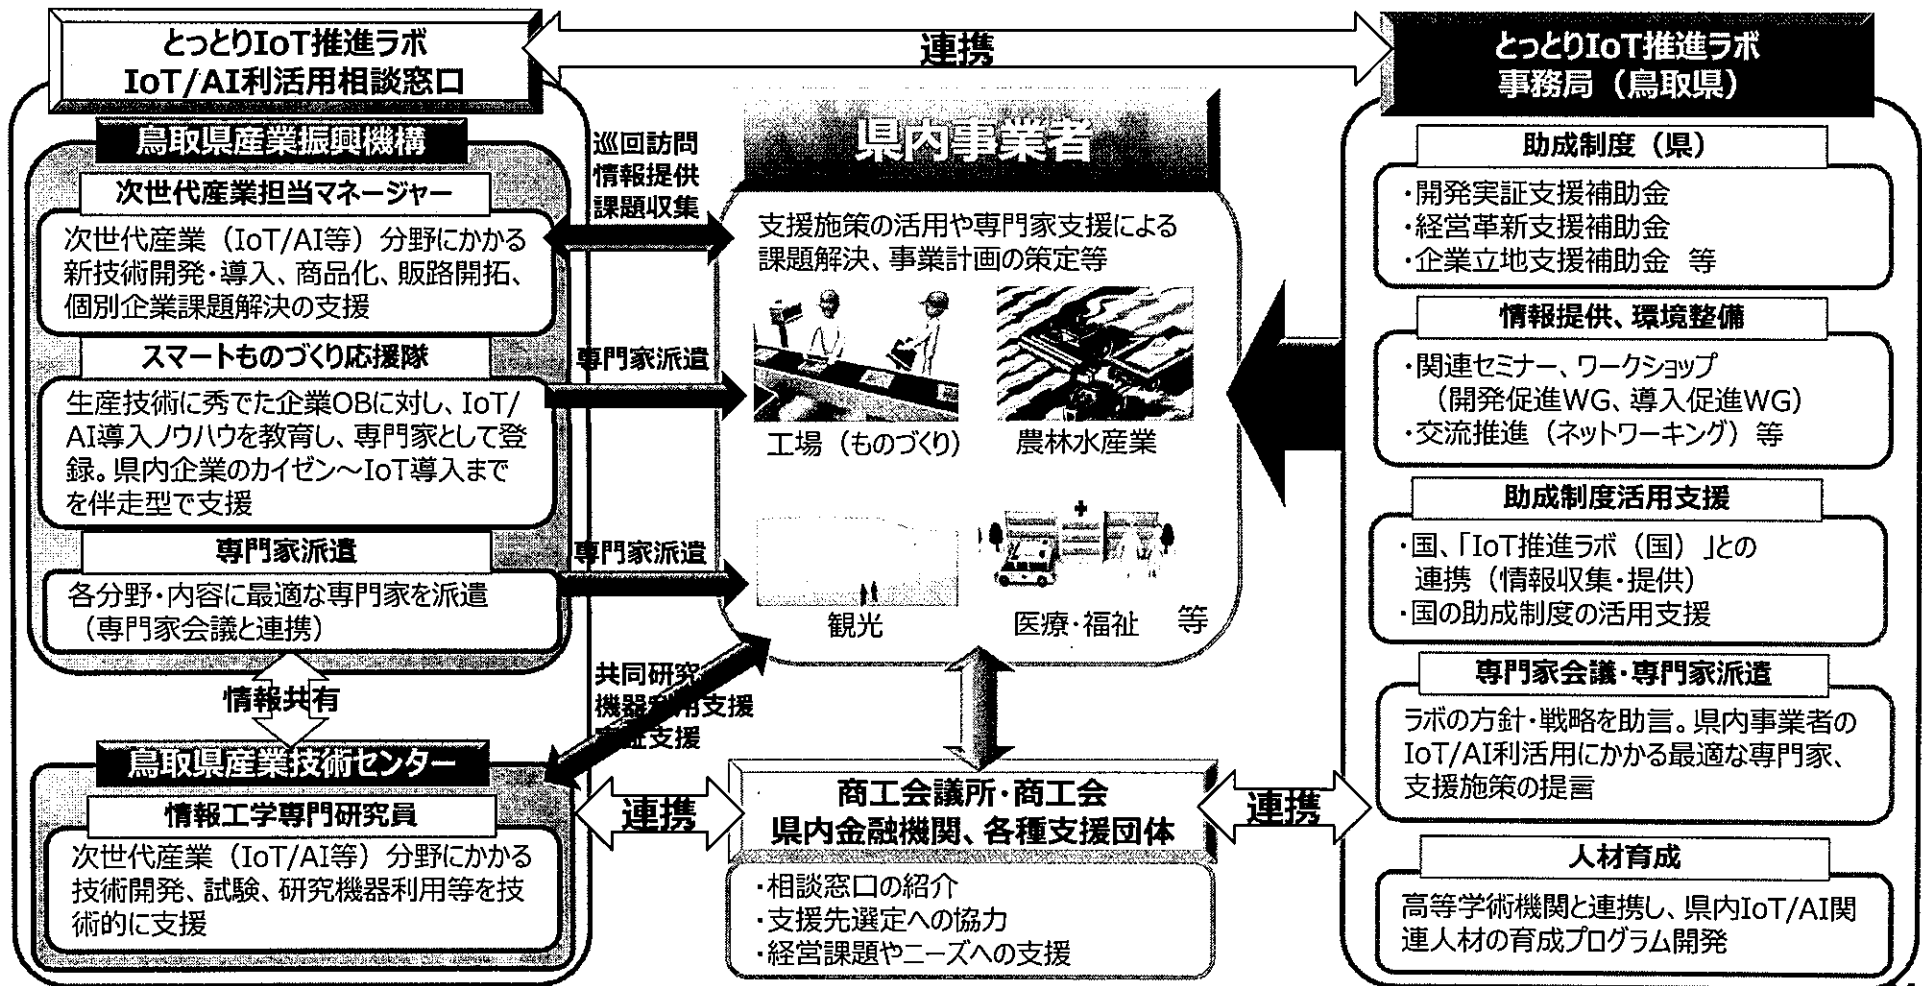 とっとりIoT推進ラボ
IoT/AI利活用相談窓口
連携
とっとりIoT推進ラボ
事務局（鳥取県）
鳥取県産業振興機構
次世代産業担当マネージャー
次世代産業（IoT/AI等）分野にかかる
新技術開発・導入、商品化、販路開拓、
個別企業課題解決の支援
スマートものづくり応援隊
生産技術に秀でた企業OBに対し、IoT/
AI導入ノウハウを教育し、専門家として登
録。県内企業のカイゼン～IoT導入まで
を伴走型で支援
専門家派遣
各分野・内容に最適な専門家を派遣
（専門家会議と連携）
情報共有
鳥取県産業技術センター
情報工学専門研究員
次世代産業（IoT/AI等）分野にかかる
技術開発、試験、研究機器利用等を技
術的に支援
巡回訪問
情報提供
課題収集
専門家派遣
専門家派遣
共同研究
機器利用支援
実証支援
連携
県内事業者
支援施策の活用や専門家支援による
課題解決、事業計画の策定等
工場（ものづくり）
農林水産業
観光
医療・福祉　等
商工会議所・商工会
県内金融機関、各種支援団体
・相談窓口の紹介
・支援先選定への協力
・経営課題やニーズへの支援
連携
助成制度（県）
・開発実証支援補助金
・経営革新支援補助金
・企業立地支援補助金　等
情報提供、環境整備
・関連セミナー、ワークショップ
（開発促進WG、導入促進WG）
・交流推進（ネットワーキング）等
助成制度活用支援
・国、「IoT推進ラボ（国）」との
連携（情報収集・提供）
・国の助成制度の活用支援
専門家会議・専門家派遣
ラボの方針・戦略を助言。県内事業者の
IoT/AI利活用にかかる最適な専門家、
支援施策の提言
人材育成
高等学術機関と連携し、県内IoT/AI関
連人材の育成プログラム開発